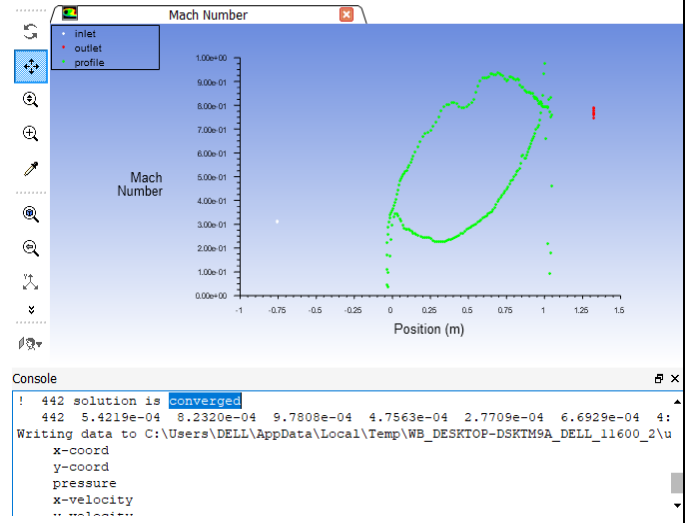 Mach Number
inlet
outlet
profile
1.00e+00
9.00e-01
8.00e-01
7.00e-01
6.00e-01
5.00e-01
4.00e-01
3.00e-01
2.00e-01
1.00e-01
0.00e+00
Mach
Number
-1 -0.75 -0.5 -0.25 0 0.25 0.5 0.75 1 1.25 1.5
Position (m)
Console
! 442 solution is converged
442 5.4219e-04 8.2320e-04 9.7808e-04 4.7563e-04 2.7709e-04 6.6929e-04 4:
Writing data to C:\Users\DELL\AppData\Local\Temp\WB_DESKTOP-DSKTM9A_DELL_11600_2\u
x-coord
y-coord
pressure
x-velocity
y-velocity